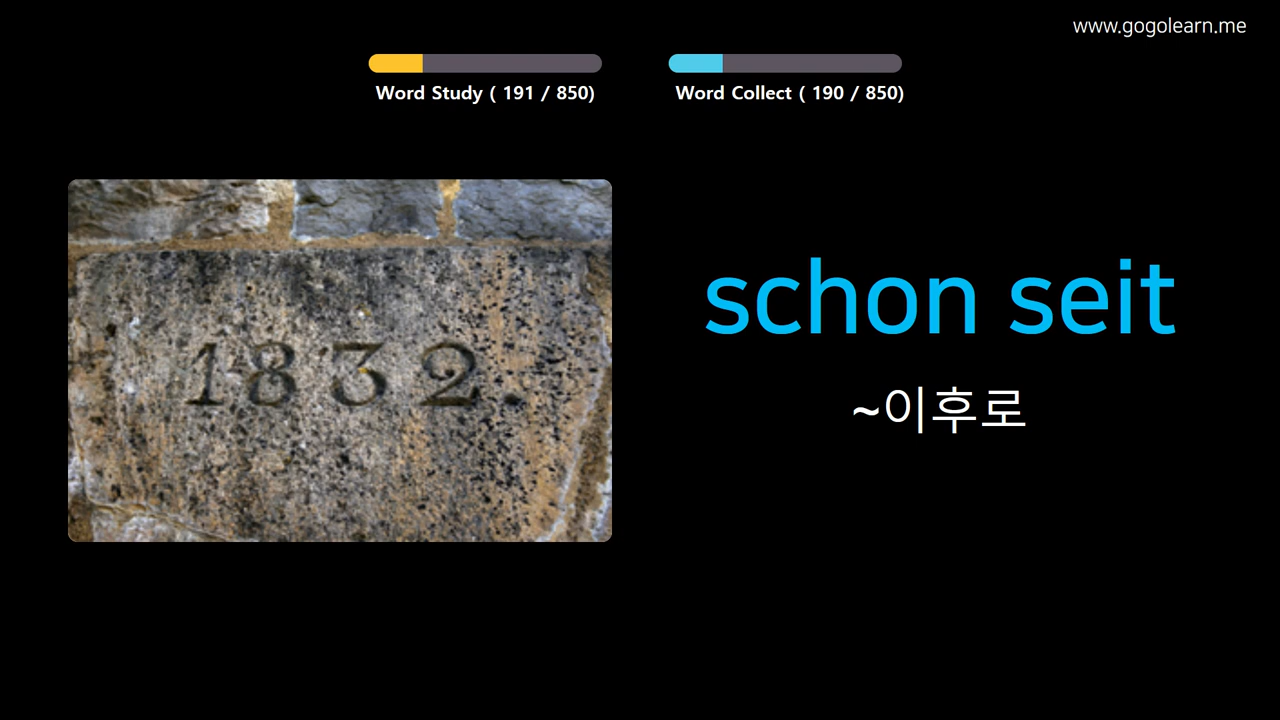 www.gogolearn.me
Word Study ( 191 / 850)
Word Collect ( 190 / 850)
1832.
schon seit
~이후로